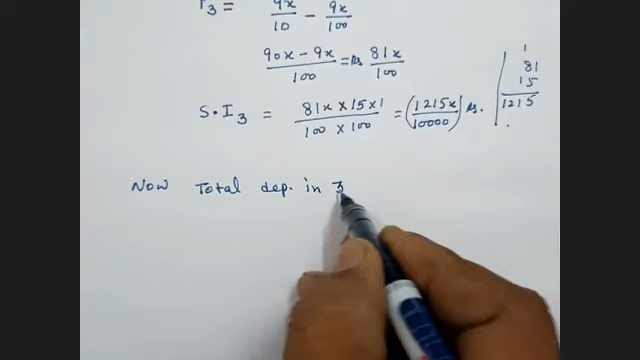 P3 = 9x/10 - 9x/100
90x - 9x/100 = Rs 81x/100
S.I3 = 81x × 15 × 1/100 × 100 = (1215x/10000) Rs.
1
81
15
1215
Now Total dep. in 3